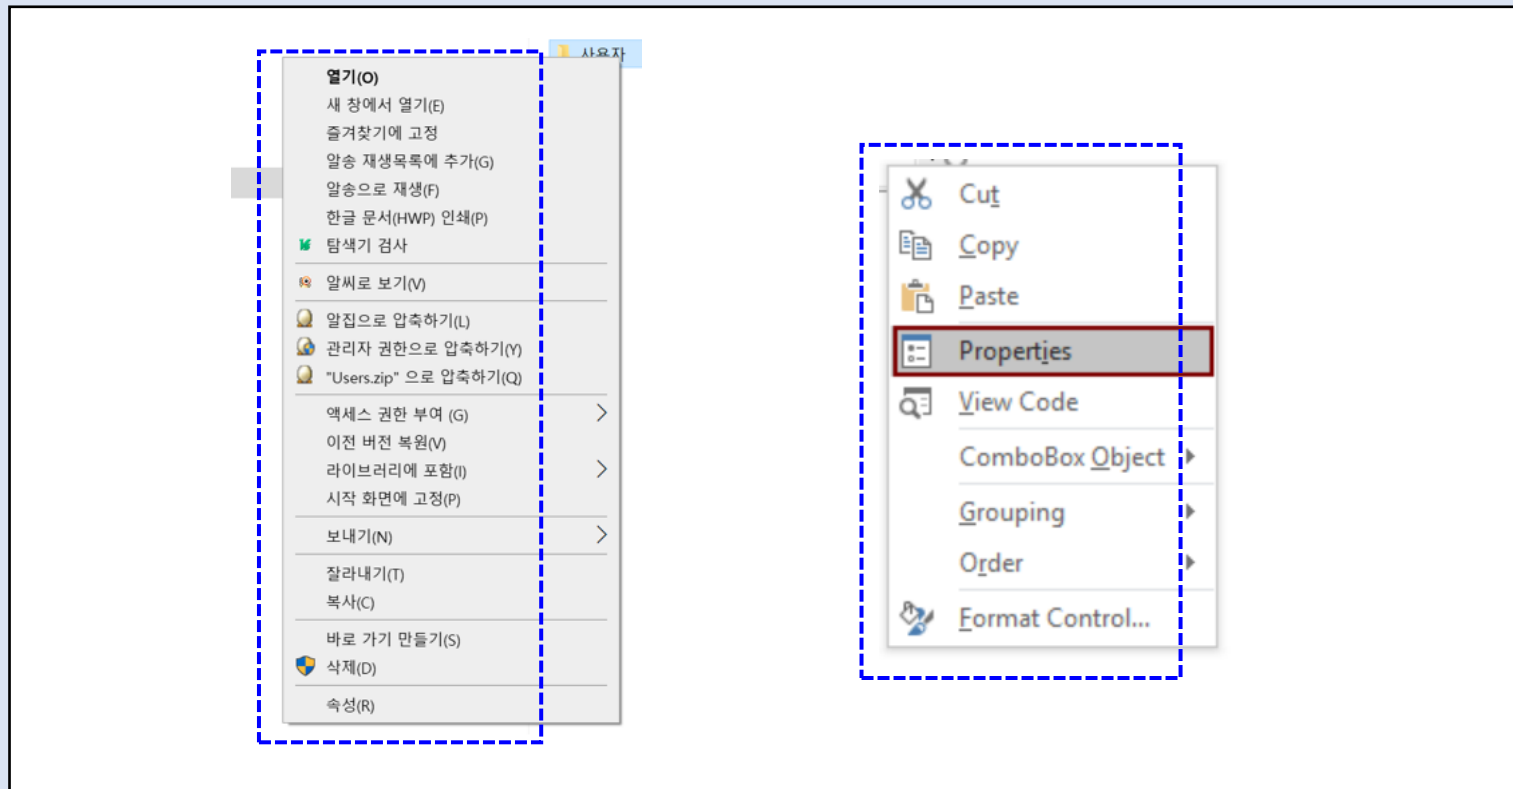 사용자
열기(O)
새 창에서 열기(E)
즐겨찾기에 고정
알송 재생목록에 추가(G)
알송으로 재생(F)
한글 문서(HWP) 인쇄(P)
탐색기 검사
알씨로 보기(V)
알집으로 압축하기(L)
관리자 권한으로 압축하기(Y)
"Users.zip" 으로 압축하기(Q)
액세스 권한 부여 (G)
이전 버전 복원(V)
라이브러리에 포함(I)
시작 화면에 고정(P)
보내기(N)
잘라내기(T)
복사(C)
바로 가기 만들기(S)
삭제(D)
속성(R)
Cut
Copy
Paste
Properties
View Code
ComboBox Object
Grouping
Order
Format Control...